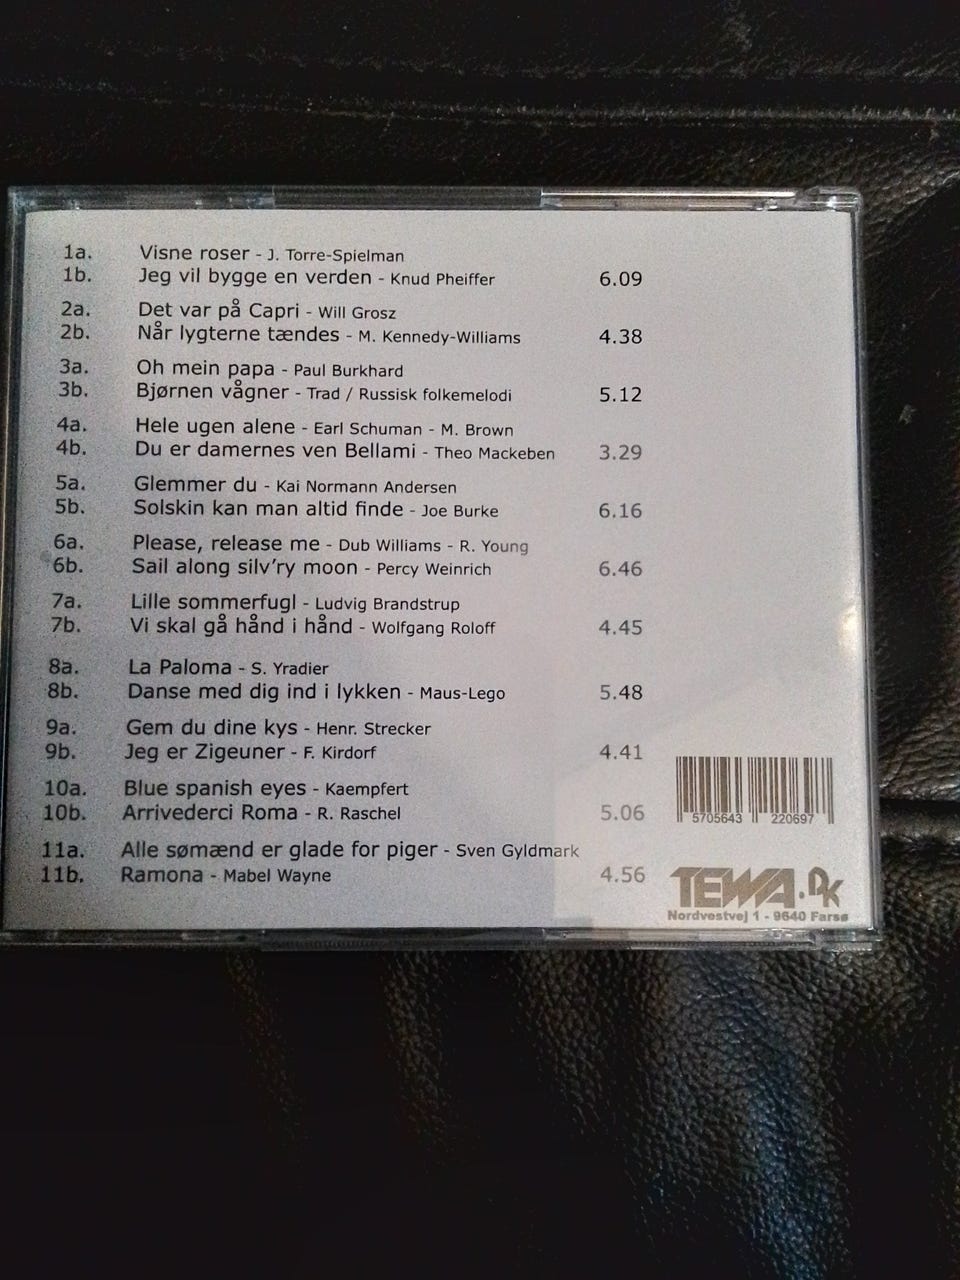 1a. Visne roser - J. Torre-Spielman
1b. Jeg vil bygge en verden - Knud Pheiffer 6.09
2a. Det var på Capri - Will Grosz
2b. Når lygterne tændes - M. Kennedy-Williams 4.38
3a. Oh mein papa - Paul Burkhard
3b. Bjørnen vågner - Trad / Russisk folkemelodi 5.12
4a. Hele ugen alene - Earl Schuman - M. Brown
4b. Du er damernes ven Bellami - Theo Mackeben 3.29
5a. Glemmer du - Kai Normann Andersen
5b. Solskin kan man altid finde - Joe Burke 6.16
6a. Please, release me - Dub Williams - R. Young
6b. Sail along silv'ry moon - Percy Weinrich 6.46
7a. Lille sommerfugl - Ludvig Brandstrup
7b. Vi skal gå hånd i hånd - Wolfgang Roloff 4.45
8a. La Paloma - S. Yradier
8b. Danse med dig ind i lykken - Maus-Lego 5.48
9a. Gem du dine kys - Henr. Strecker
9b. Jeg er Zigeuner - F. Kirdorf 4.41
10a. Blue spanish eyes - Kaempfert
10b. Arrivederci Roma - R. Raschel 5.06
11a. Alle sømænd er glade for piger - Sven Gyldmark
11b. Ramona - Mabel Wayne 4.56
5705643 220697
TEWA.DK
Nordvestvej 1 - 9640 Farsø